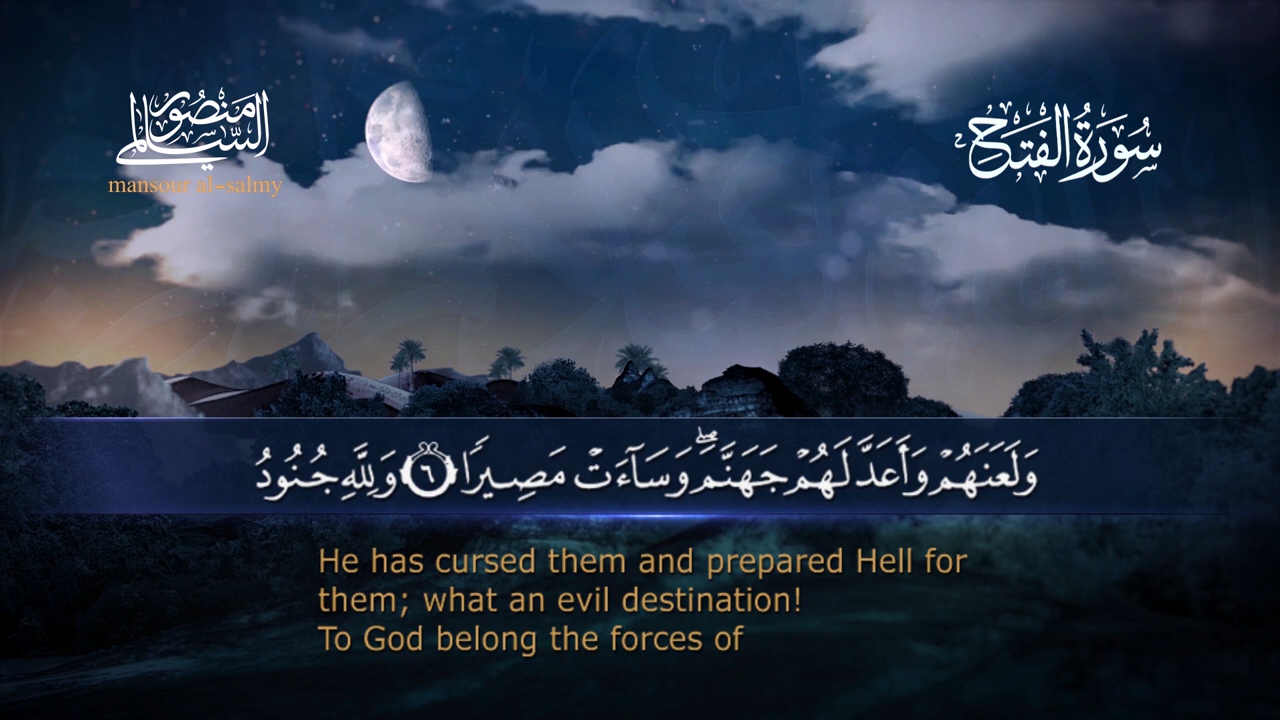 منصور السالمي
mansour al-salmy
سُورَةُ الْفَتْحِ
وَلَعَنَهُمْ وَأَعَدَّ لَهُمْ جَهَنَّمَ ۖ وَسَآءَتْ مَصِيرًا ٦ وَلِلَّهِ جُنُودُ
He has cursed them and prepared Hell for
them; what an evil destination!
To God belong the forces of